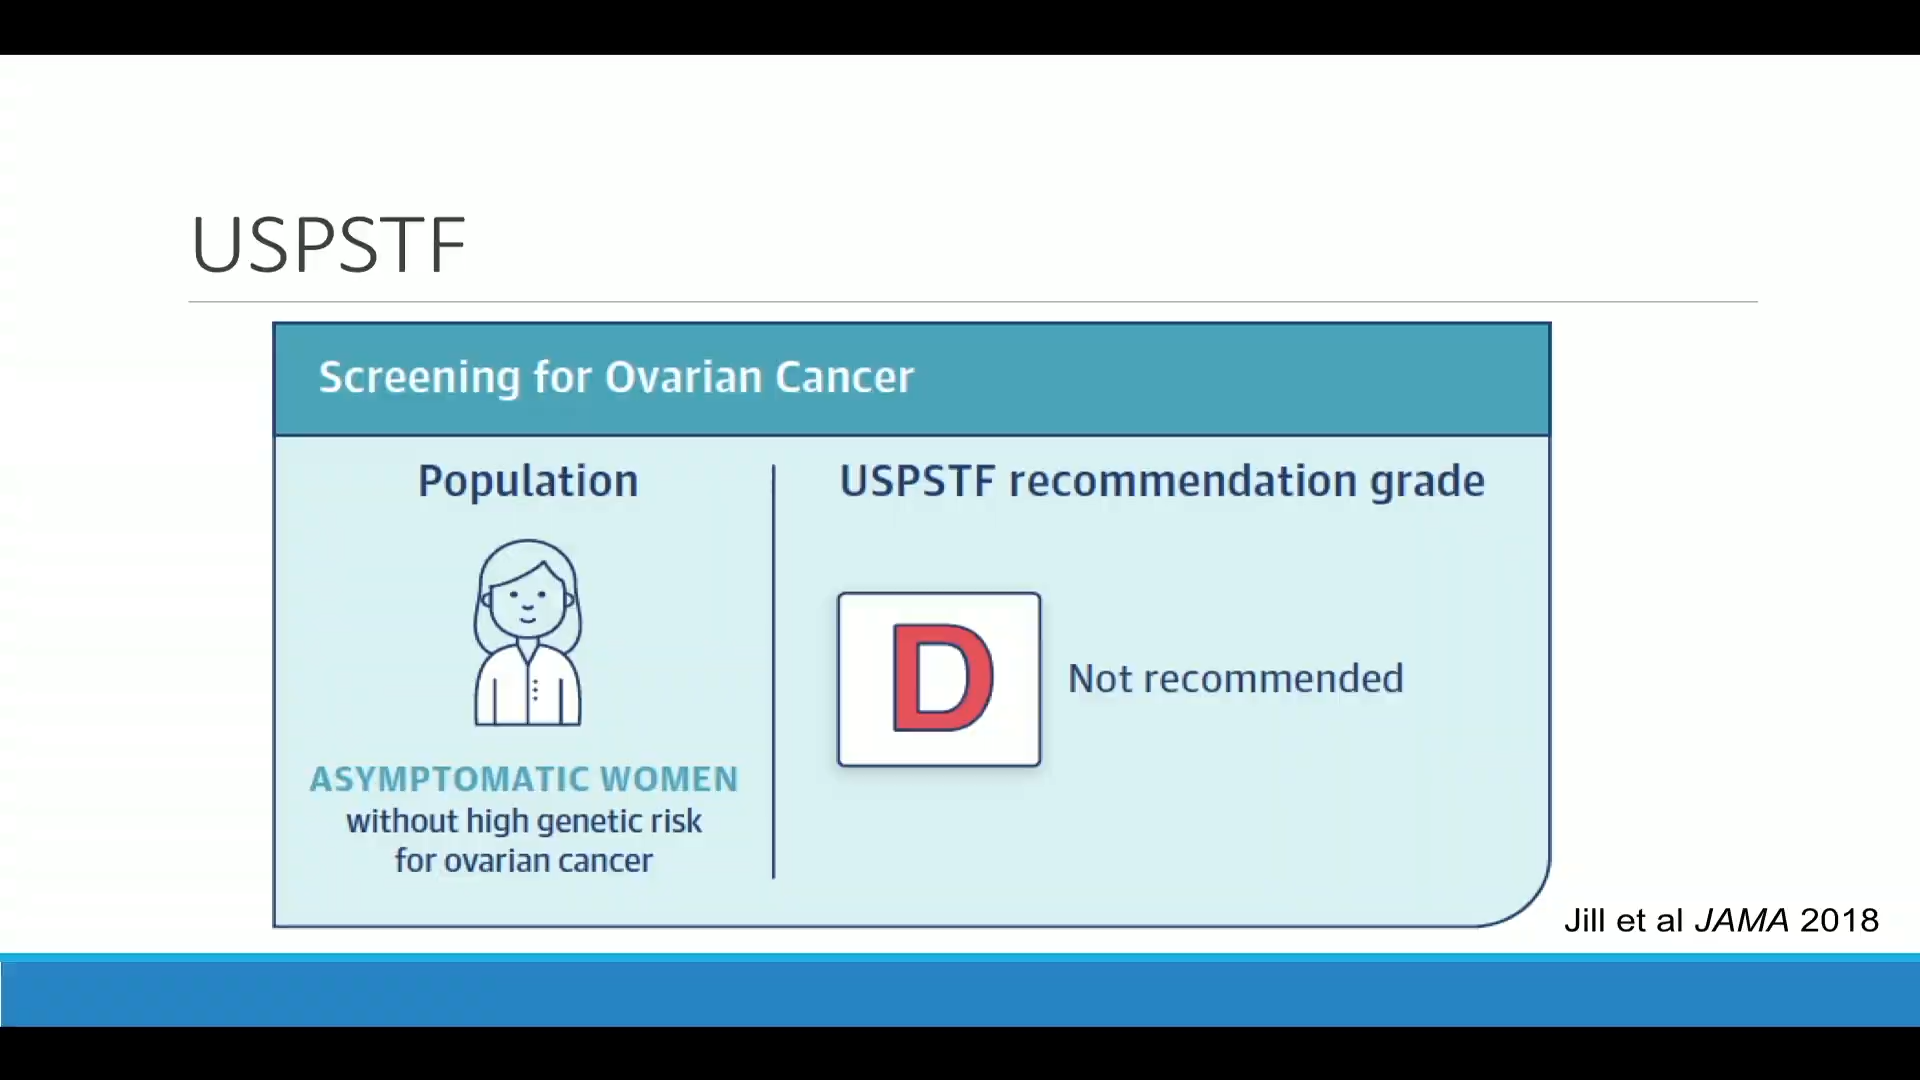 USPSTF
Screening for Ovarian Cancer
Population
USPSTF recommendation grade
D
Not recommended
ASYMPTOMATIC WOMEN
without high genetic risk
for ovarian cancer
Jill et al JAMA 2018